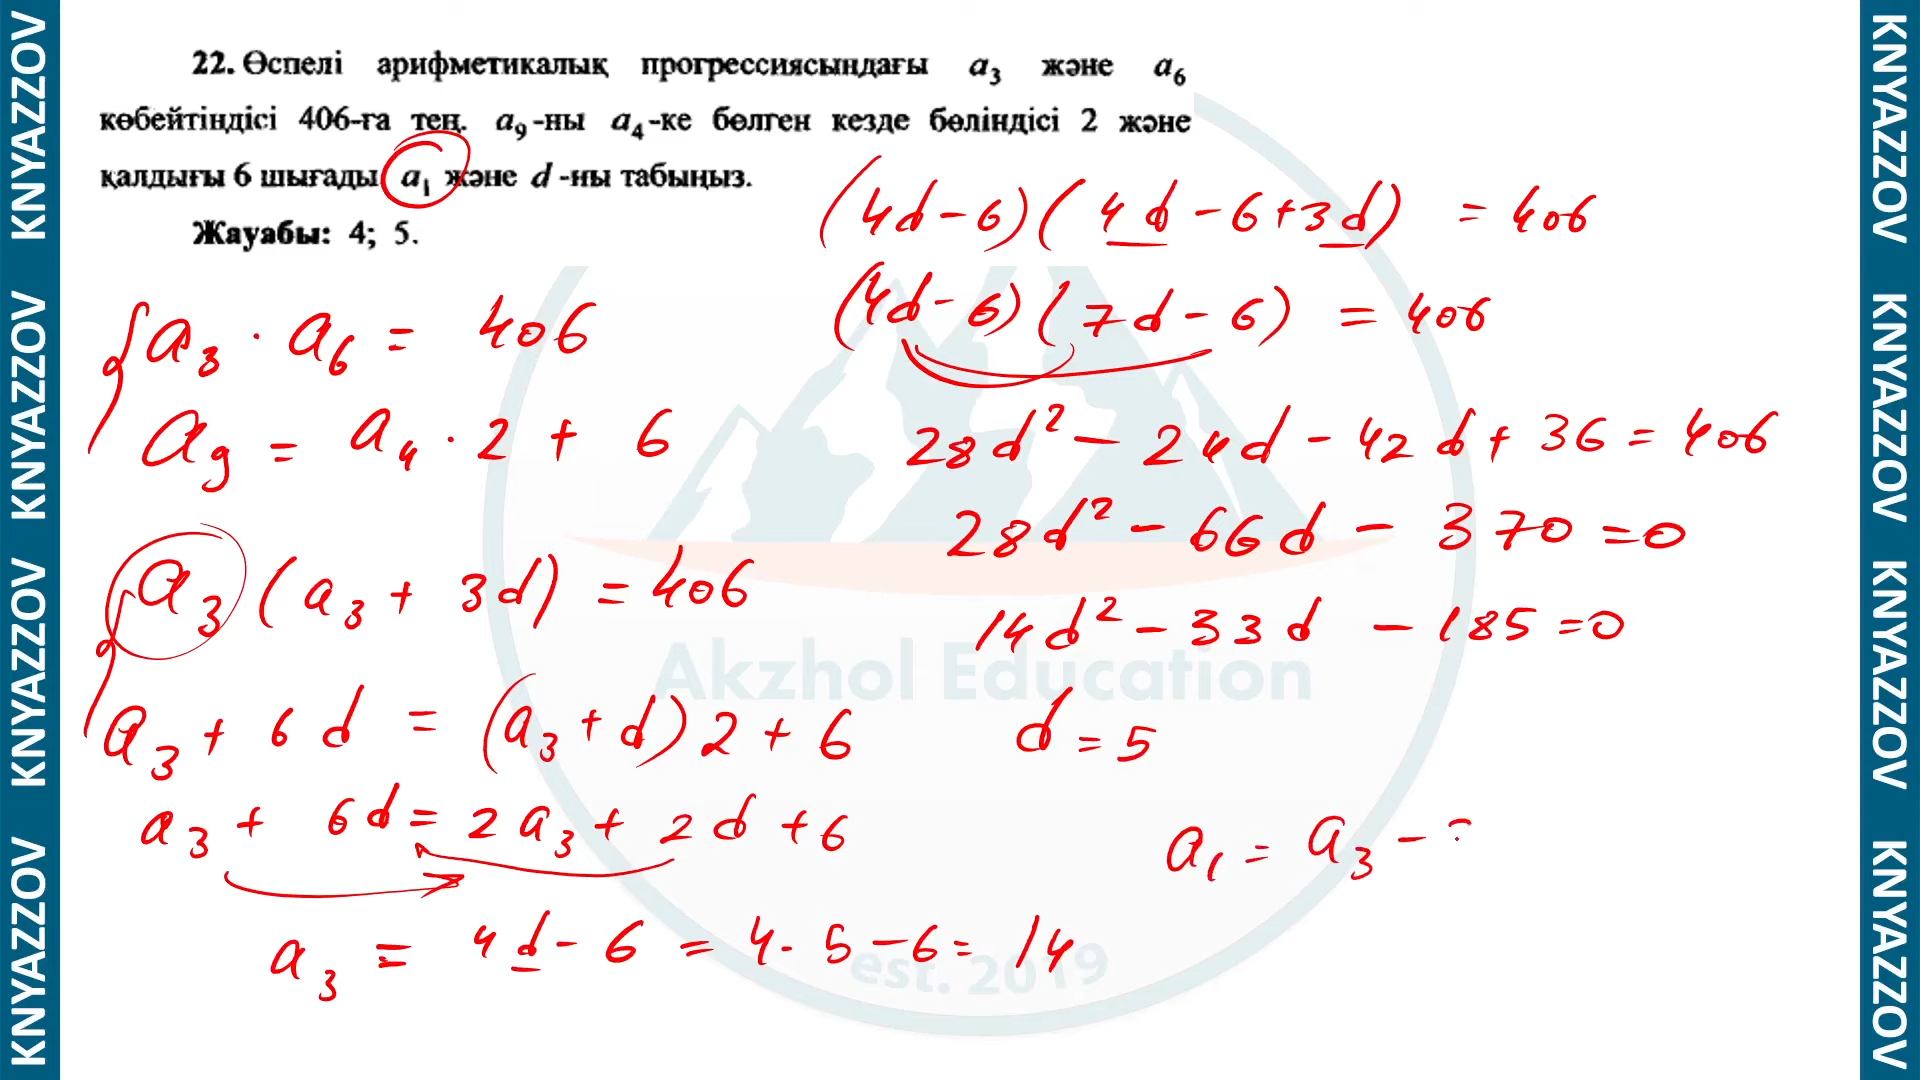 22. Өспелі арифметикалық прогрессиясындағы a₃ және a₆
көбейтіндісі 406-ға тең. a₉-ны a₄-ке бөлген кезде бөліндісі 2 және
қалдығы 6 шығады a₁ және d-ны табыңыз.
Жауабы: 4; 5.
a₃ · a₆ = 406
a₉ = a₄ · 2 + 6
a₃ (a₃ + 3d) = 406
a₃ + 6d = (a₃ + d) 2 + 6
a₃ + 6d = 2a₃ + 2d + 6
a₃ = 4d - 6 = 4 · 5 - 6 = 14
(4d - 6)(4d - 6 + 3d) = 406
(4d - 6)(7d - 6) = 406
28d² - 24d - 42d + 36 = 406
28d² - 66d - 370 = 0
14d² - 33d - 185 = 0
d = 5
a₁ = a₃ -
Akzhol Education
est. 2019
KNYAZZOV KNYAZZOV KNYAZZOV KNYAZZOV
KNYAZZOV KNYAZZOV KNYAZZOV KNYAZZOV